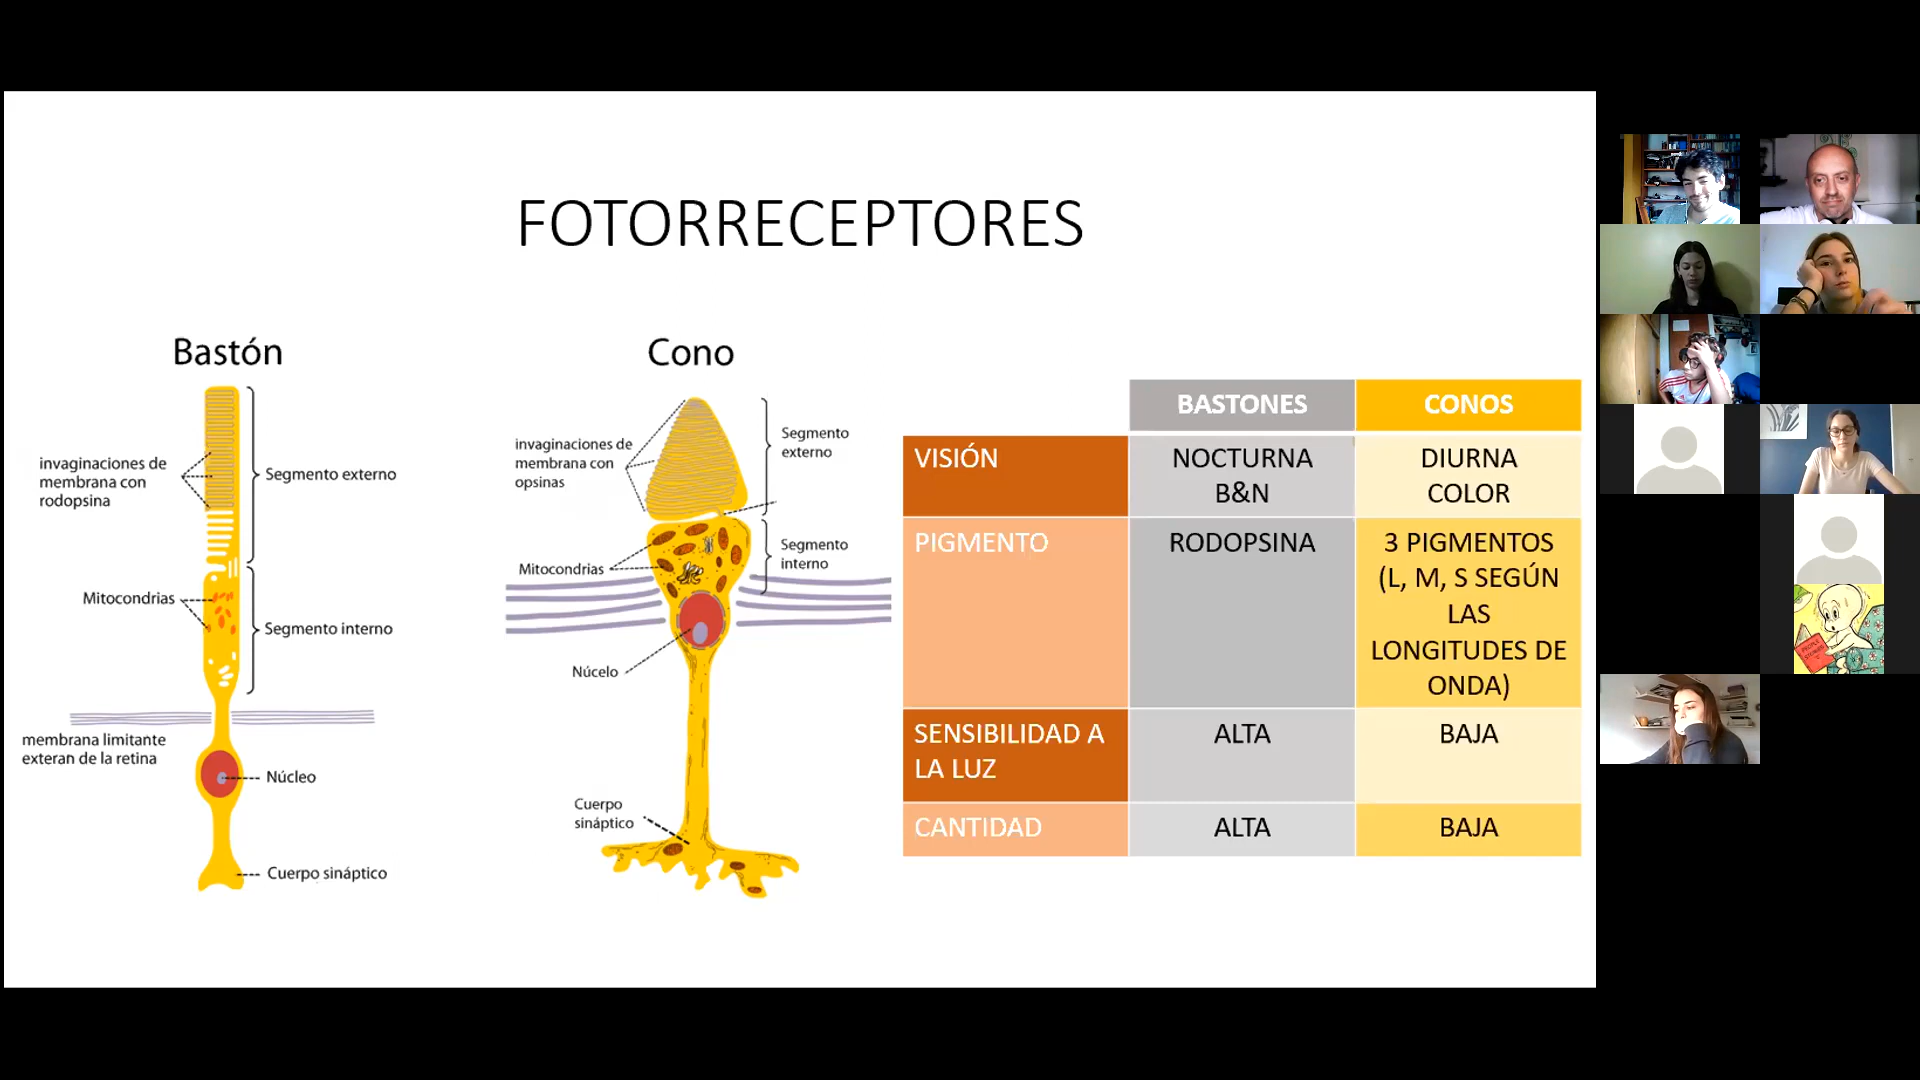 FOTORRECEPTORES
Bastón
invaginaciones de
membrana con
rodopsina
Segmento externo
Mitocondrias
Segmento interno
membrana limitante
exteran de la retina
Núcleo
Cuerpo sináptico
Cono
invaginaciones de
membrana con
opsinas
Segmento
externo
Mitocondrias
Segmento
interno
Núcelo
Cuerpo
sináptico
BASTONES CONOS
VISIÓN
NOCTURNA
B&N
DIURNA
COLOR
PIGMENTO
RODOPSINA
3 PIGMENTOS
(L, M, S SEGÚN
LAS
LONGITUDES DE
ONDA)
SENSIBILIDAD A
LA LUZ
ALTA
BAJA
CANTIDAD
ALTA
BAJA